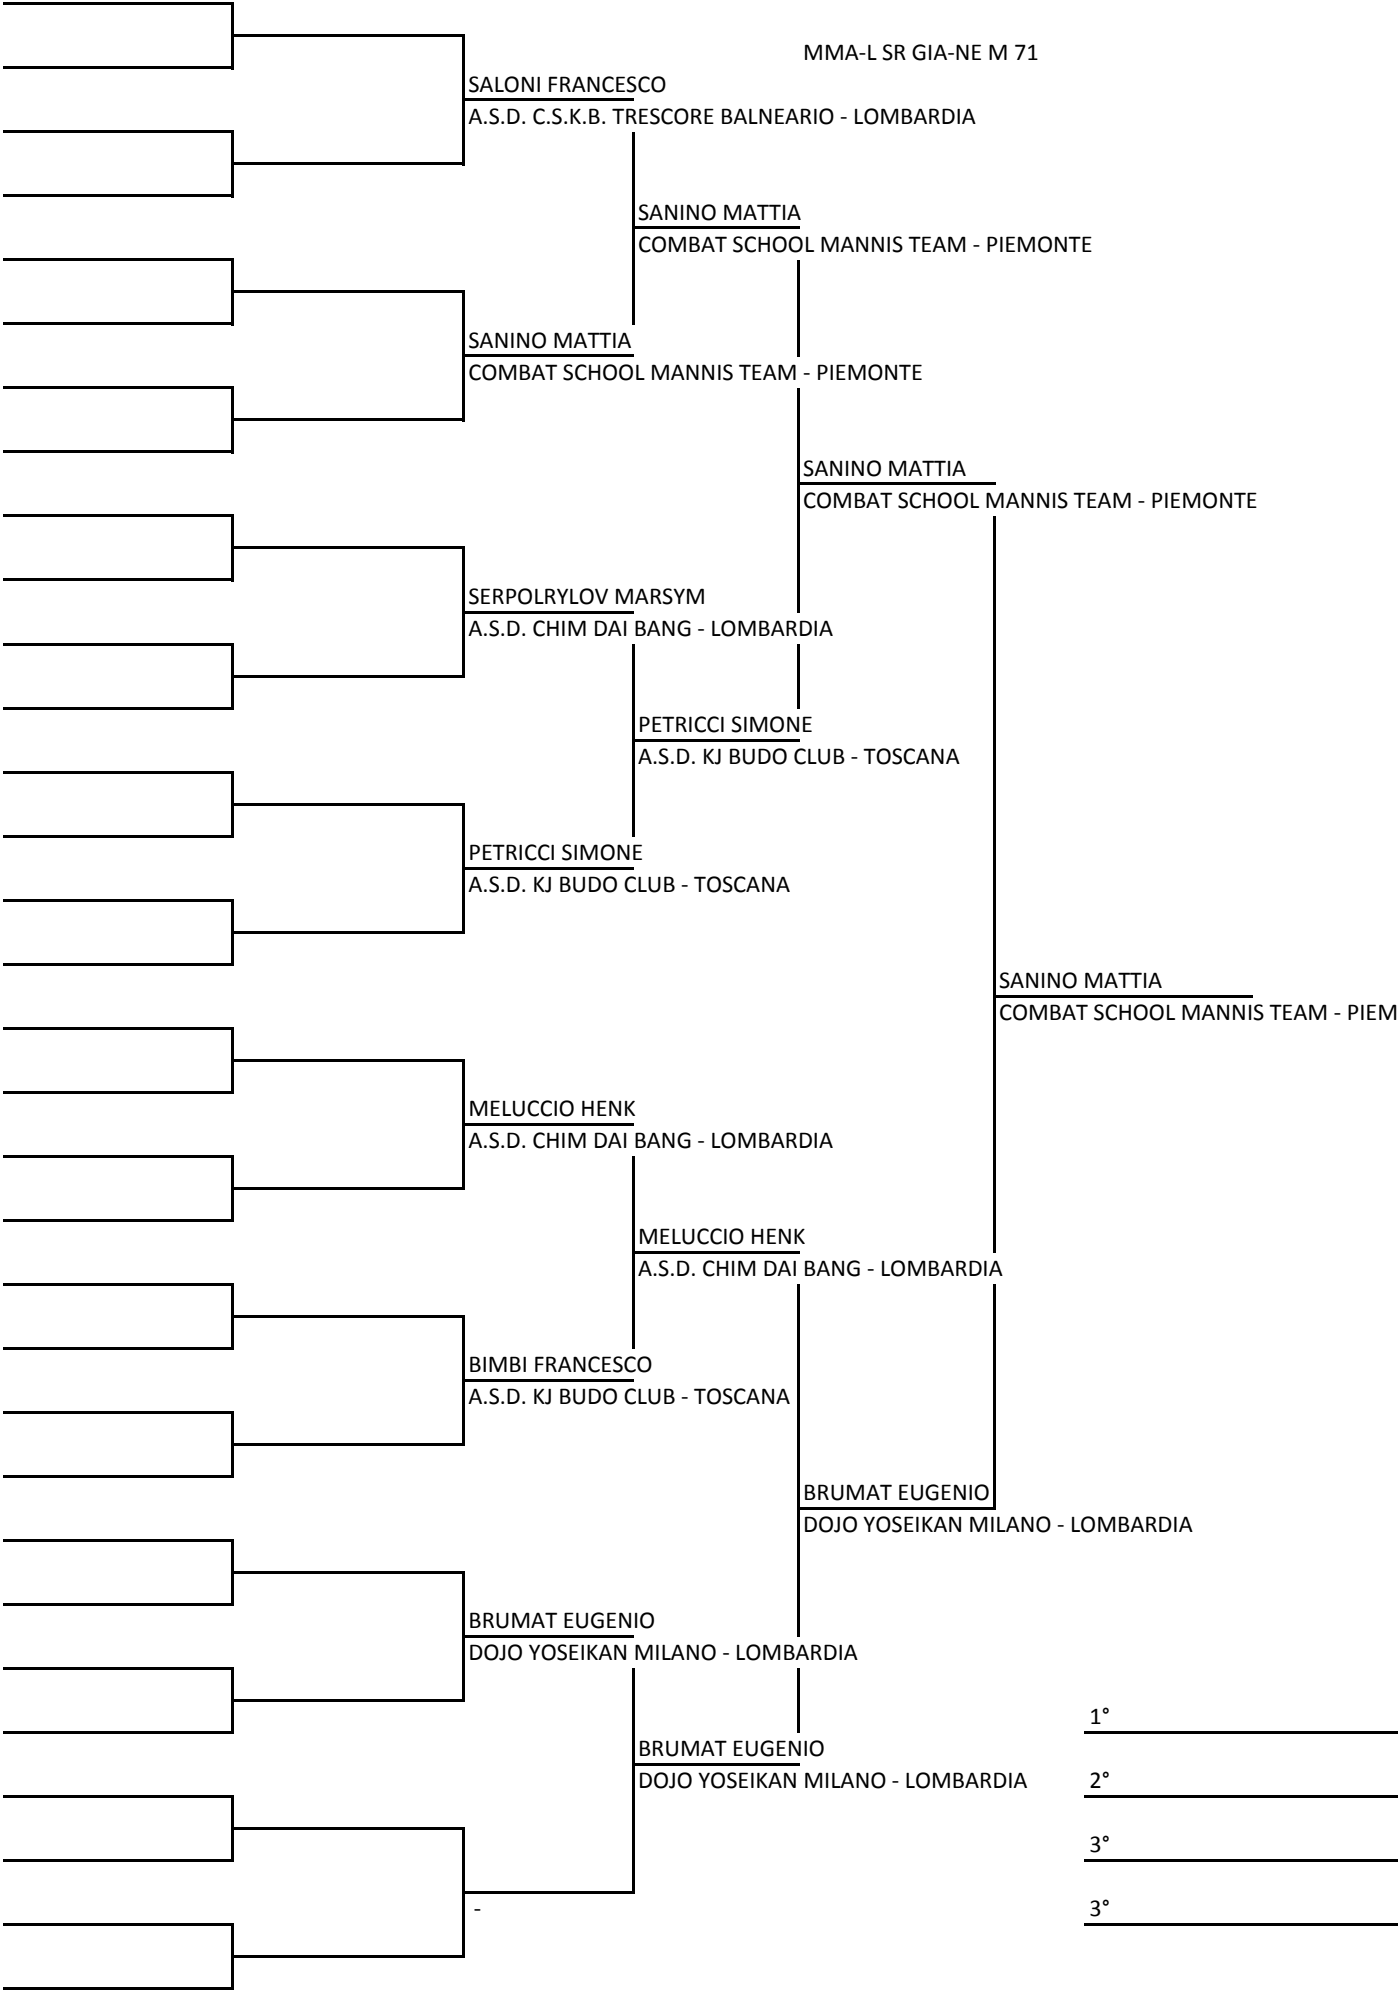 MMA-L SR GIA-NE M 71
SALONI FRANCESCO
A.S.D. C.S.K.B. TRESCORE BALNEARIO - LOMBARDIA
SANINO MATTIA
COMBAT SCHOOL MANNIS TEAM - PIEMONTE
SANINO MATTIA
COMBAT SCHOOL MANNIS TEAM - PIEMONTE
SANINO MATTIA
COMBAT SCHOOL MANNIS TEAM - PIEMONTE
SERPOLRYLOV MARSYM
A.S.D. CHIM DAI BANG - LOMBARDIA
PETRICCI SIMONE
A.S.D. KJ BUDO CLUB - TOSCANA
PETRICCI SIMONE
A.S.D. KJ BUDO CLUB - TOSCANA
SANINO MATTIA
COMBAT SCHOOL MANNIS TEAM - PIEM
MELUCCIO HENK
A.S.D. CHIM DAI BANG - LOMBARDIA
MELUCCIO HENK
A.S.D. CHIM DAI BANG - LOMBARDIA
BIMBI FRANCESCO
A.S.D. KJ BUDO CLUB - TOSCANA
BRUMAT EUGENIO
DOJO YOSEIKAN MILANO - LOMBARDIA
BRUMAT EUGENIO
DOJO YOSEIKAN MILANO - LOMBARDIA
1°
BRUMAT EUGENIO
DOJO YOSEIKAN MILANO - LOMBARDIA
2°
3°
-
3°